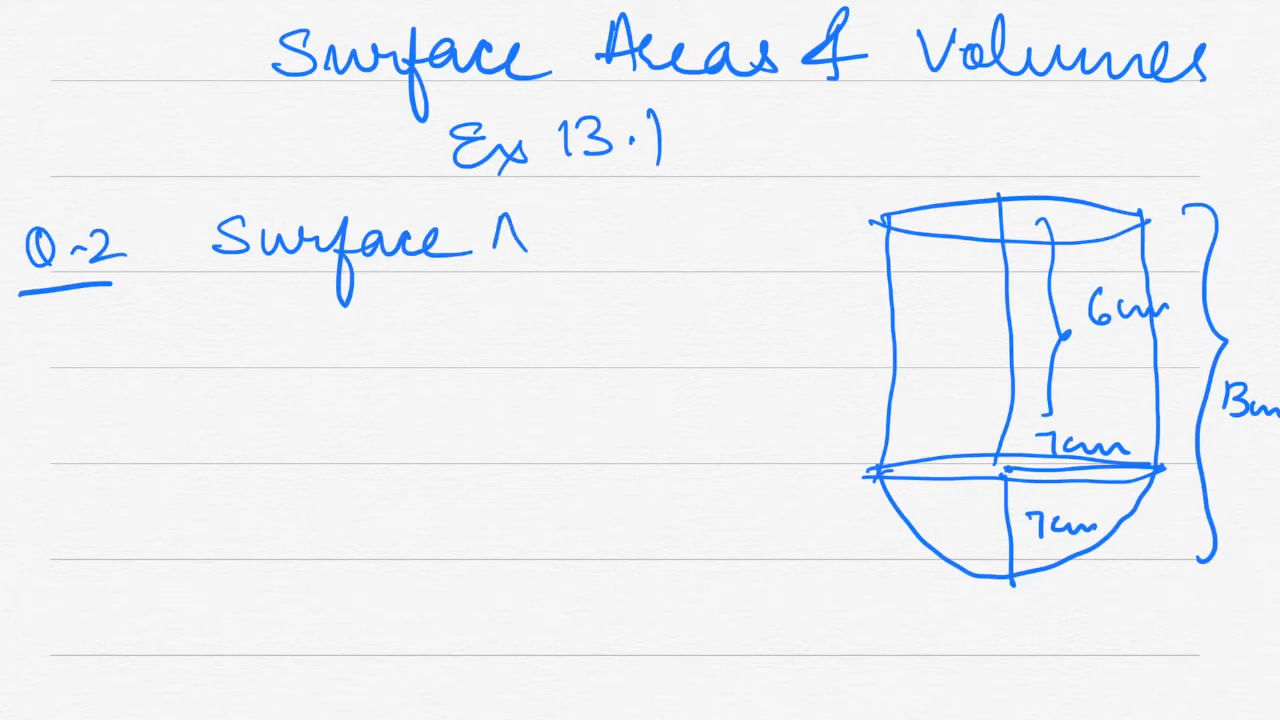 Surface Areas & Volumes
Ex 13.1
Q-2 Surface A
6cm
13cm
7cm
7cm